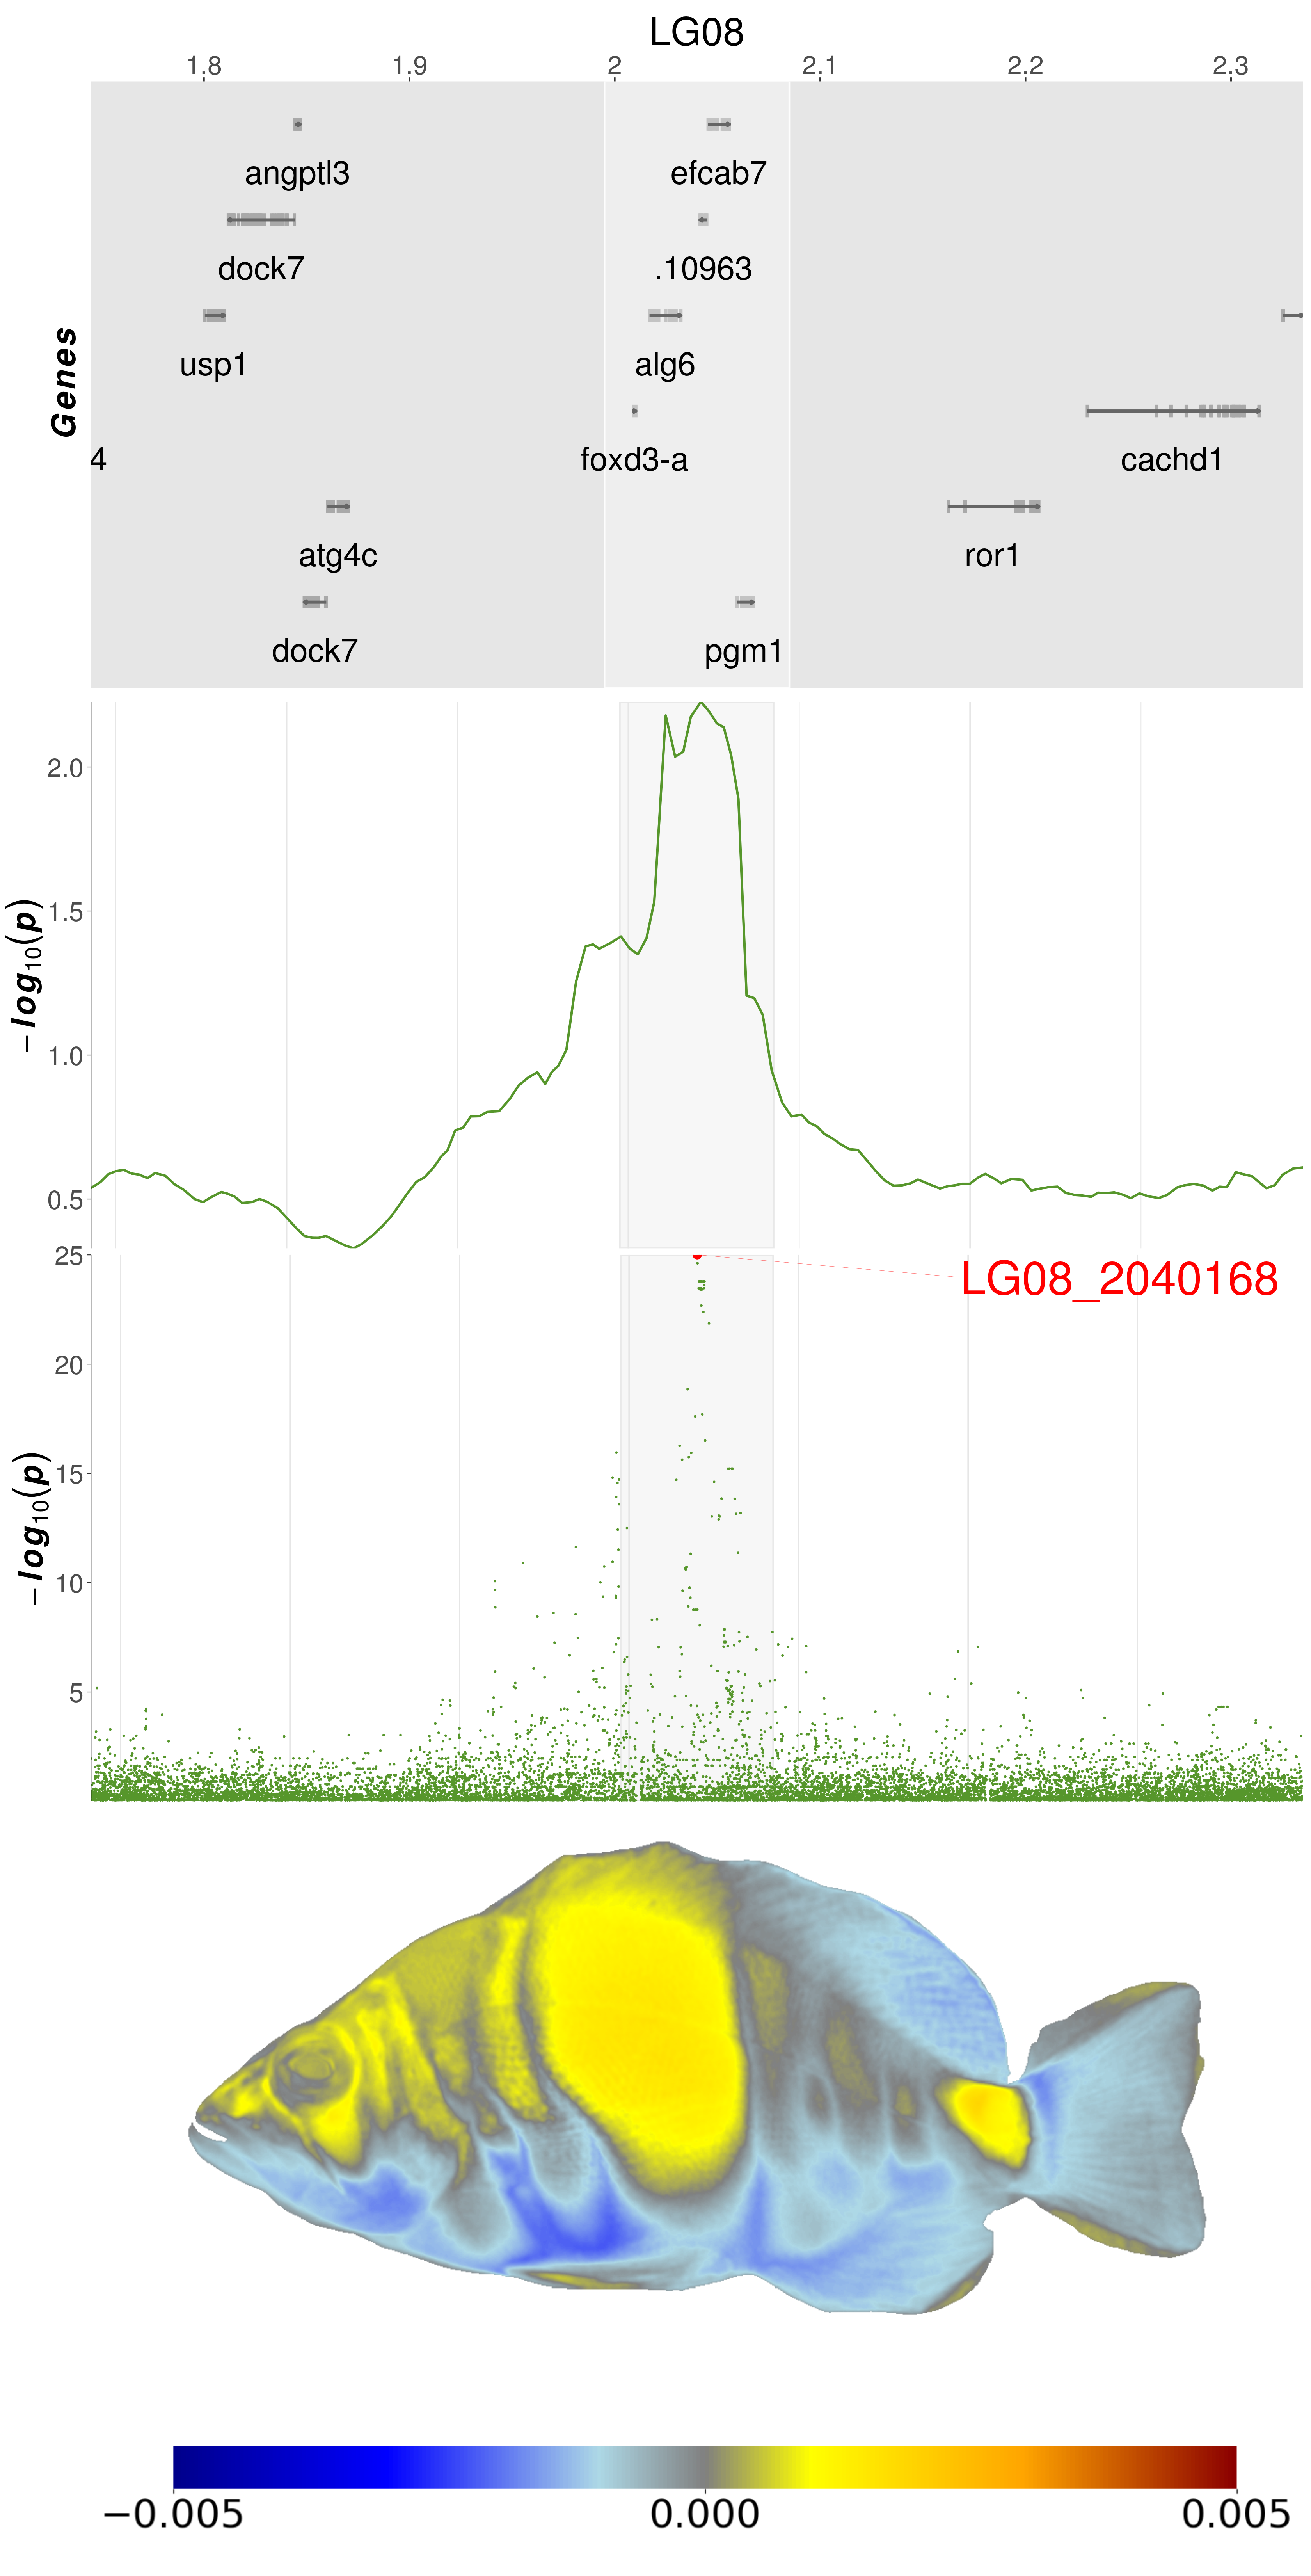 LG08
1.8 1.9 2 2.1 2.2 2.3
Genes
angptl3 efcab7
dock7 .10963
usp1 alg6
4 foxd3-a cachd1
atg4c ror1
dock7 pgm1
−log10(p)
2.0
1.5
1.0
0.5
−log10(p)
25
20
15
10
5
LG08_2040168
−0.005 0.000 0.005